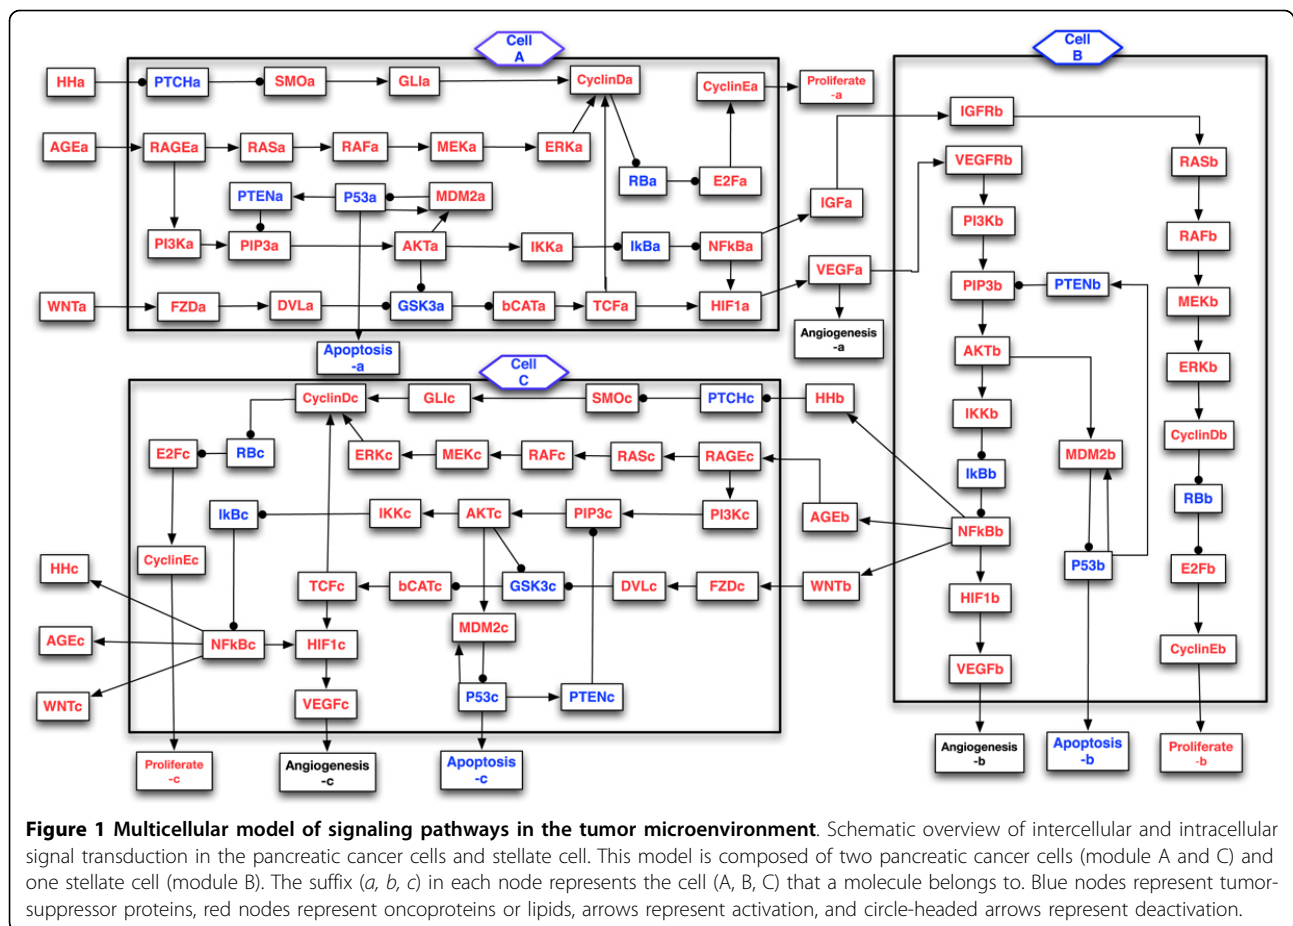 Cell
A
Cell
B
HHa
PTCHa
SMOa
GLIa
CyclinDa
CyclinEa
Proliferate
-a
IGFRb
AGEa
RAGEa
RASa
RAFa
MEKa
ERKa
RBa
E2Fa
VEGFRb
RASb
PTENa
P53a
MDM2a
IGFa
PI3Kb
RAFb
PI3Ka
PIP3a
AKTa
IKKa
IkBa
NFkBa
VEGFa
PIP3b
PTENb
WNTa
FZDa
DVLa
GSK3a
bCATa
TCFa
HIF1a
MEKb
Angiogenesis
-a
Apoptosis
-a
AKTb
ERKb
Cell
C
CyclinDc
GLIc
SMOc
PTCHc
HHb
IKKb
CyclinDb
E2Fc
RBc
ERKc
MEKc
RAFc
RASc
RAGEc
MDM2b
IkBb
RBb
IkBc
IKKc
AKTc
PIP3c
PI3Kc
AGEb
NFkBb
CyclinEc
HHc
TCFc
bCATc
GSK3c
DVLc
FZDc
WNTb
P53b
E2Fb
HIF1b
AGEc
NFkBc
HIF1c
MDM2c
CyclinEb
VEGFb
WNTc
VEGFc
P53c
PTENc
Proliferate
-c
Angiogenesis
-c
Apoptosis
-c
Angiogenesis
-b
Apoptosis
-b
Proliferate
-b
Figure 1 Multicellular model of signaling pathways in the tumor microenvironment. Schematic overview of intercellular and intracellular
signal transduction in the pancreatic cancer cells and stellate cell. This model is composed of two pancreatic cancer cells (module A and C) and
one stellate cell (module B). The suffix (a, b, c) in each node represents the cell (A, B, C) that a molecule belongs to. Blue nodes represent tumor-
suppressor proteins, red nodes represent oncoproteins or lipids, arrows represent activation, and circle-headed arrows represent deactivation.